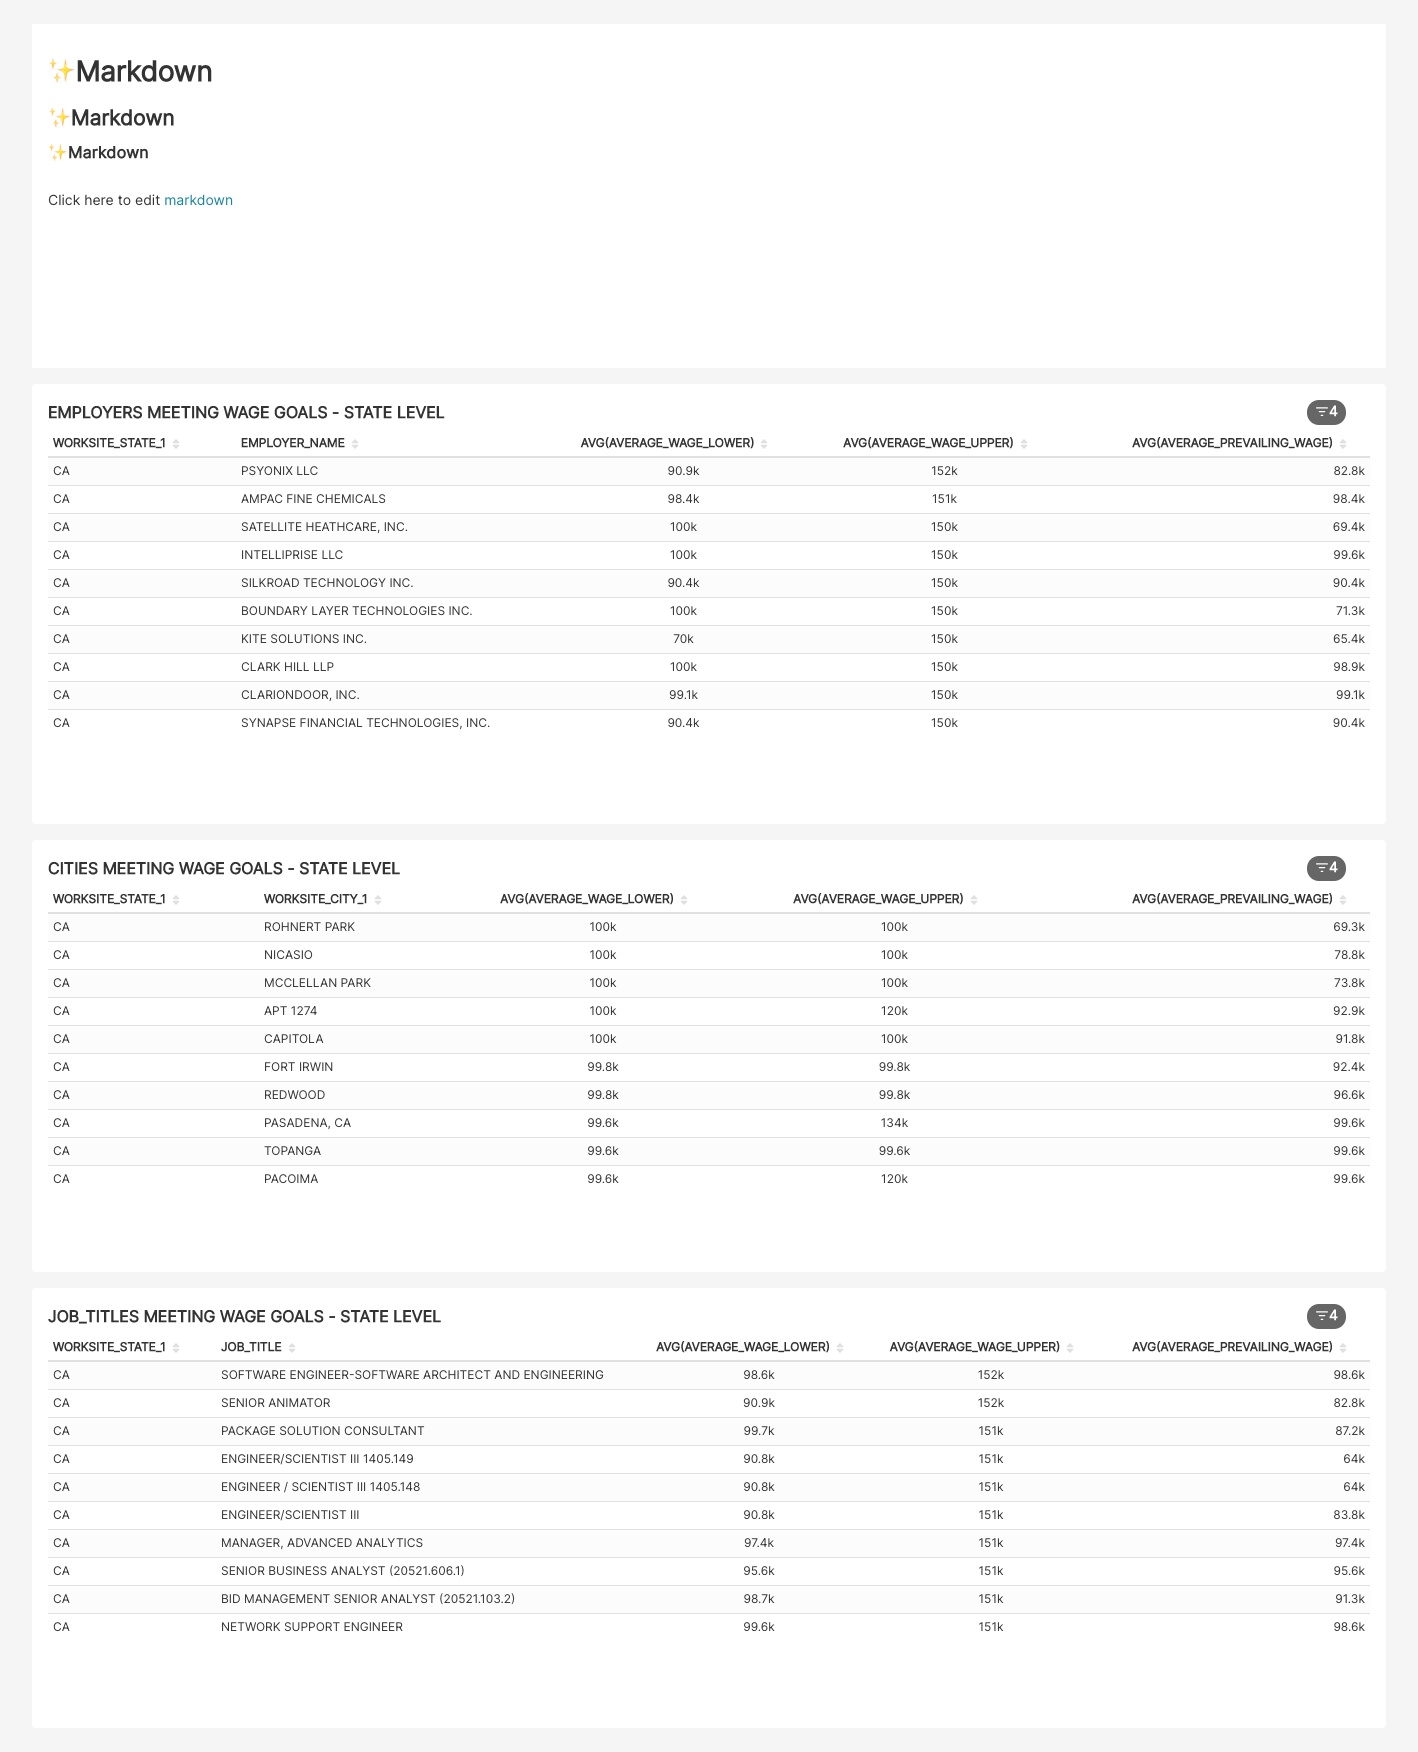 ✨Markdown
✨Markdown
✨Markdown
Click here to edit markdown
EMPLOYERS MEETING WAGE GOALS - STATE LEVEL 4
WORKSITE_STATE_1 EMPLOYER_NAME AVG(AVERAGE_WAGE_LOWER) AVG(AVERAGE_WAGE_UPPER) AVG(AVERAGE_PREVAILING_WAGE)
CA PSYONIX LLC 90.9k 152k 82.8k
CA AMPAC FINE CHEMICALS 98.4k 151k 98.4k
CA SATELLITE HEATHCARE, INC. 100k 150k 69.4k
CA INTELLIPRISE LLC 100k 150k 99.6k
CA SILKROAD TECHNOLOGY INC. 90.4k 150k 90.4k
CA BOUNDARY LAYER TECHNOLOGIES INC. 100k 150k 71.3k
CA KITE SOLUTIONS INC. 70k 150k 65.4k
CA CLARK HILL LLP 100k 150k 98.9k
CA CLARIONDOOR, INC. 99.1k 150k 99.1k
CA SYNAPSE FINANCIAL TECHNOLOGIES, INC. 90.4k 150k 90.4k
CITIES MEETING WAGE GOALS - STATE LEVEL 4
WORKSITE_STATE_1 WORKSITE_CITY_1 AVG(AVERAGE_WAGE_LOWER) AVG(AVERAGE_WAGE_UPPER) AVG(AVERAGE_PREVAILING_WAGE)
CA ROHNERT PARK 100k 100k 69.3k
CA NICASIO 100k 100k 78.8k
CA MCCLELLAN PARK 100k 100k 73.8k
CA APT 1274 100k 120k 92.9k
CA CAPITOLA 100k 100k 91.8k
CA FORT IRWIN 99.8k 99.8k 92.4k
CA REDWOOD 99.8k 99.8k 96.6k
CA PASADENA, CA 99.6k 134k 99.6k
CA TOPANGA 99.6k 99.6k 99.6k
CA PACOIMA 99.6k 120k 99.6k
JOB_TITLES MEETING WAGE GOALS - STATE LEVEL 4
WORKSITE_STATE_1 JOB_TITLE AVG(AVERAGE_WAGE_LOWER) AVG(AVERAGE_WAGE_UPPER) AVG(AVERAGE_PREVAILING_WAGE)
CA SOFTWARE ENGINEER-SOFTWARE ARCHITECT AND ENGINEERING 98.6k 152k 98.6k
CA SENIOR ANIMATOR 90.9k 152k 82.8k
CA PACKAGE SOLUTION CONSULTANT 99.7k 151k 87.2k
CA ENGINEER/SCIENTIST III 1405.149 90.8k 151k 64k
CA ENGINEER / SCIENTIST III 1405.148 90.8k 151k 64k
CA ENGINEER/SCIENTIST III 90.8k 151k 83.8k
CA MANAGER, ADVANCED ANALYTICS 97.4k 151k 97.4k
CA SENIOR BUSINESS ANALYST (20521.606.1) 95.6k 151k 95.6k
CA BID MANAGEMENT SENIOR ANALYST (20521.103.2) 98.7k 151k 91.3k
CA NETWORK SUPPORT ENGINEER 99.6k 151k 98.6k